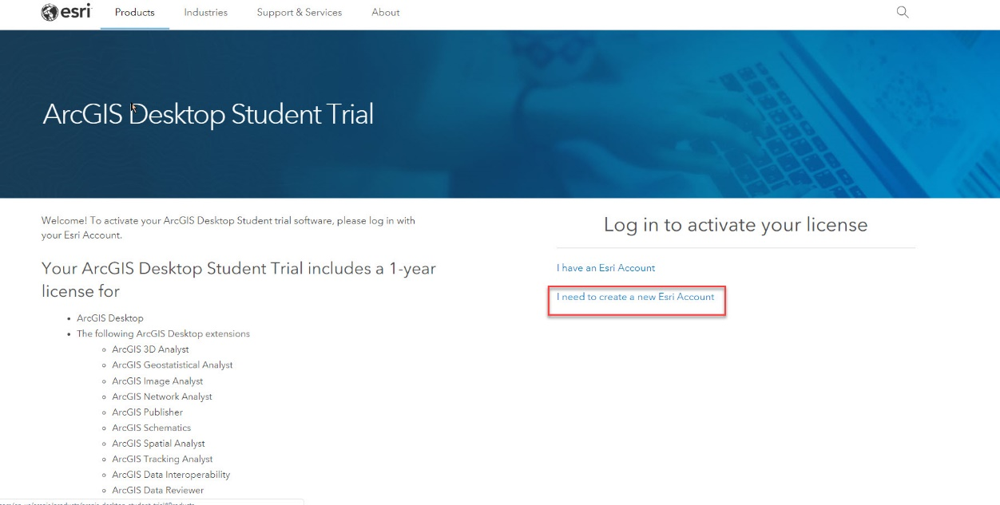 esri
Products Industries Support & Services About
ArcGIS Desktop Student Trial
Welcome! To activate your ArcGIS Desktop Student trial software, please log in with
your Esri Account.
Your ArcGIS Desktop Student Trial includes a 1-year
license for
ArcGIS Desktop
The following ArcGIS Desktop extensions
ArcGIS 3D Analyst
ArcGIS Geostatistical Analyst
ArcGIS Image Analyst
ArcGIS Network Analyst
ArcGIS Publisher
ArcGIS Schematics
ArcGIS Spatial Analyst
ArcGIS Tracking Analyst
ArcGIS Data Interoperability
ArcGIS Data Reviewer
Log in to activate your license
I have an Esri Account
I need to create a new Esri Account